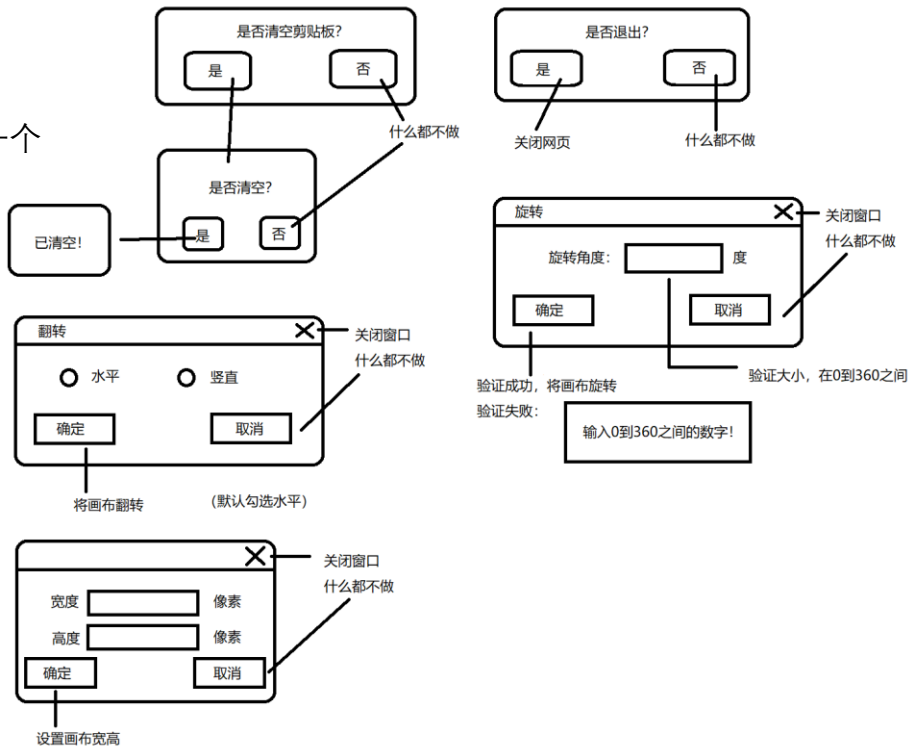 是否清空剪贴板？
是
否
什么都不做
一个
是否清空？
是
否
已清空！
是否退出？
是
否
关闭网页
什么都不做
旋转
关闭窗口
什么都不做
旋转角度：
度
确定
取消
验证成功，将画布旋转
验证失败：
验证大小，在0到360之间
输入0到360之间的数字！
翻转
关闭窗口
什么都不做
水平
竖直
确定
取消
将画布翻转
（默认勾选水平）
关闭窗口
什么都不做
宽度
像素
高度
像素
确定
取消
设置画布宽高